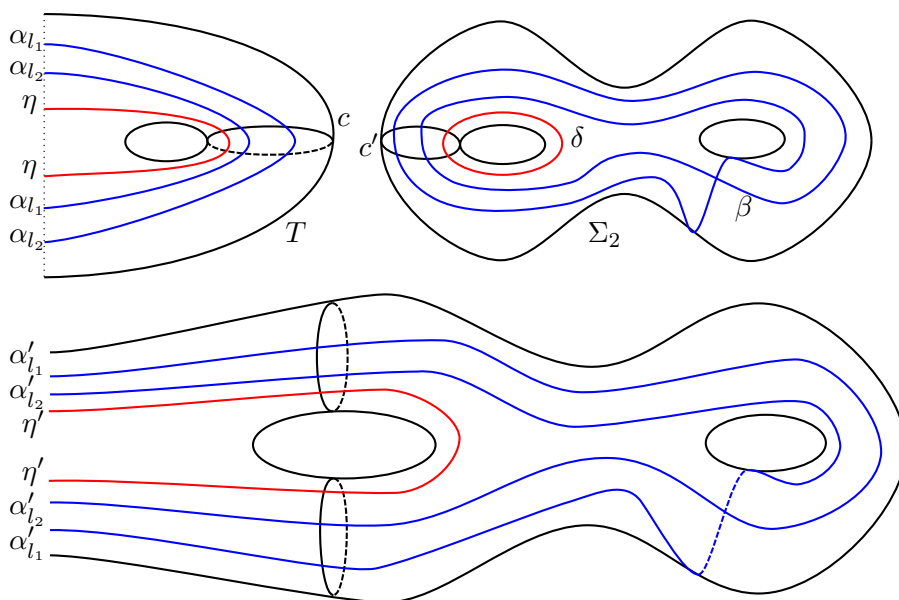 α_{l_1}
α_{l_2}
η
η
α_{l_1}
α_{l_2}
c
T
c′
δ
β
Σ_2
α′_{l_1}
α′_{l_2}
η′
η′
α′_{l_2}
α′_{l_1}